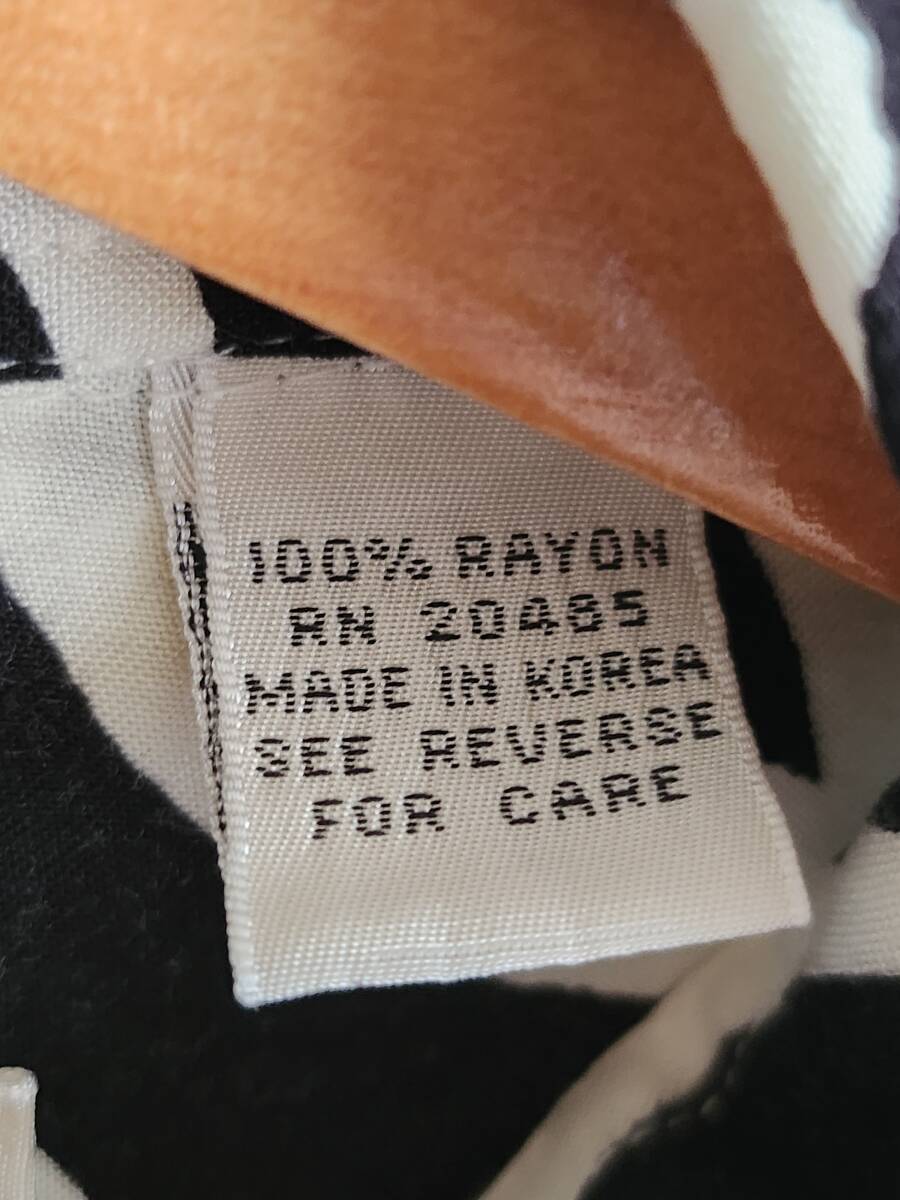 100% RAYON
RN 20485
MADE IN KOREA
SEE REVERSE
FOR CARE